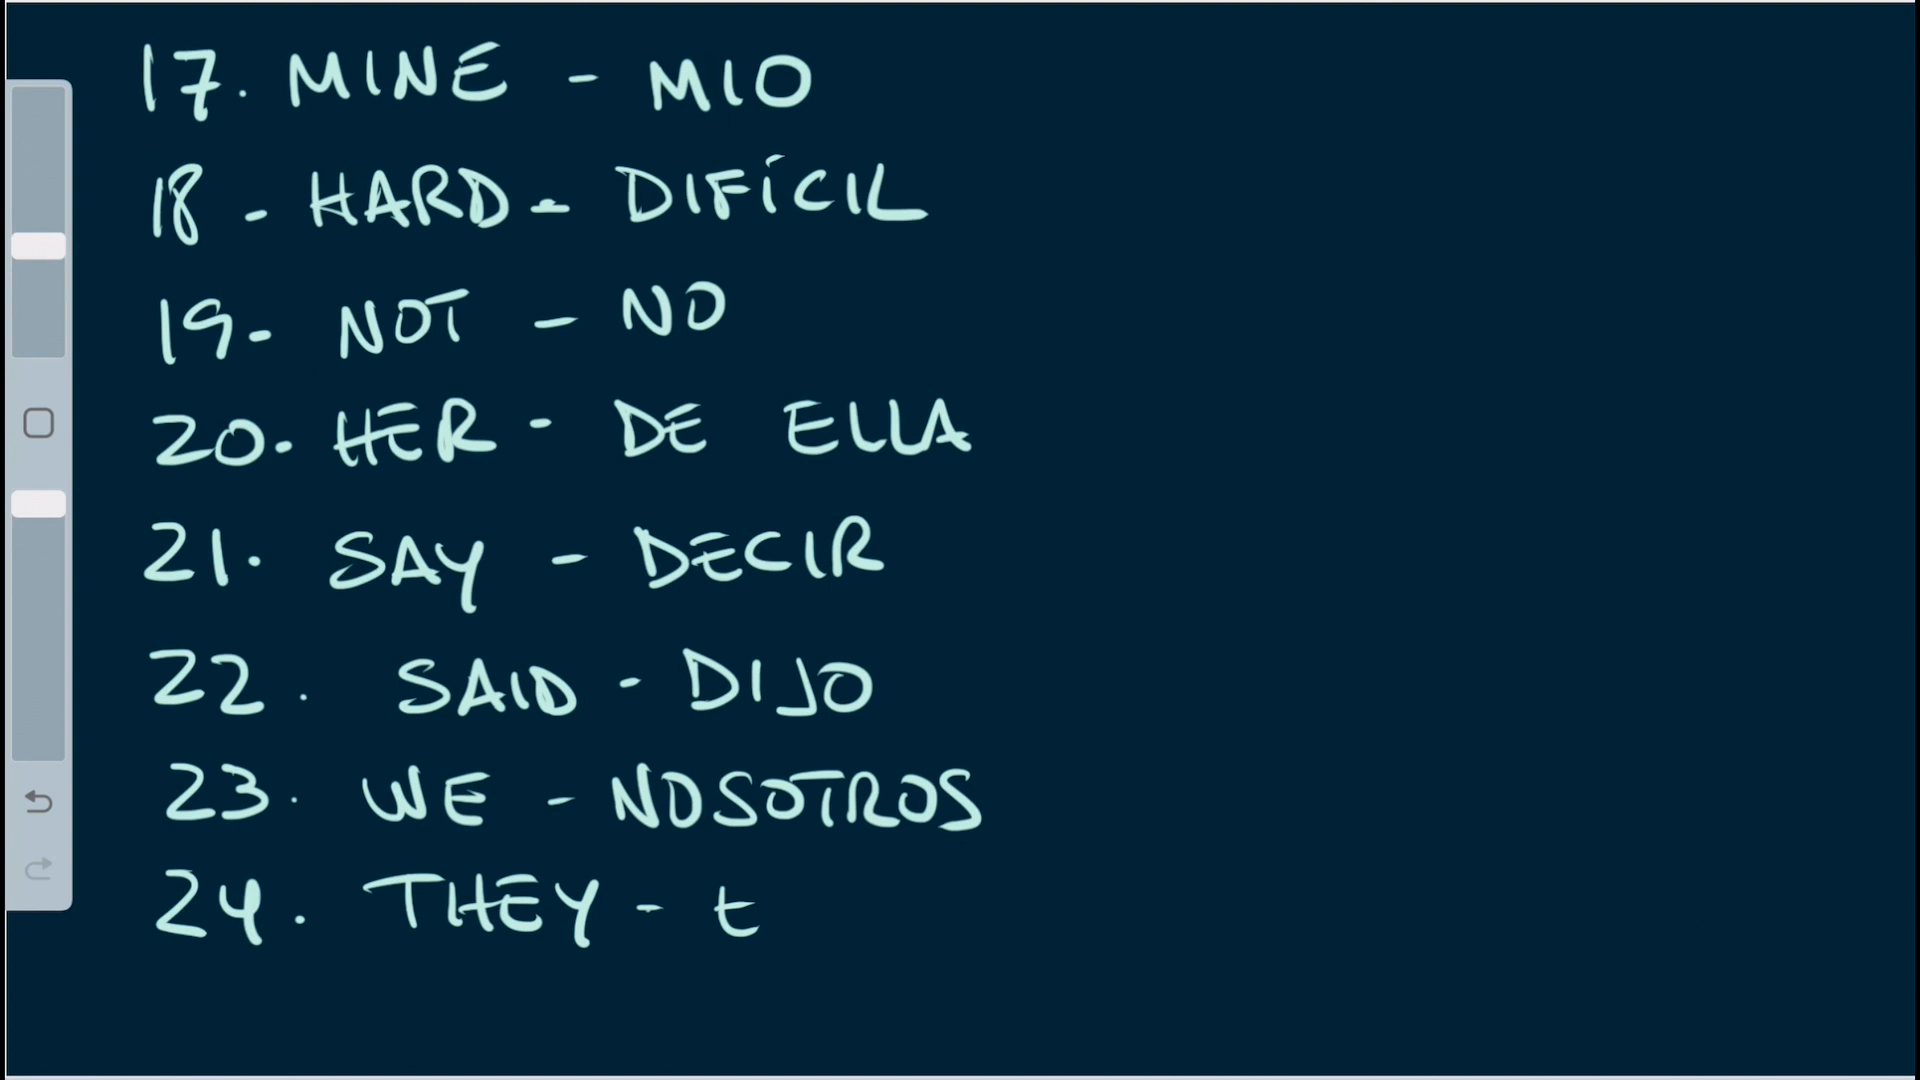 17. MINE - MIO
18 - HARD - DIFÍCIL
19 - NOT - NO
20. HER - DE ELLA
21. SAY - DECIR
22. SAID - DIJO
23. WE - NOSOTROS
24. THEY - E